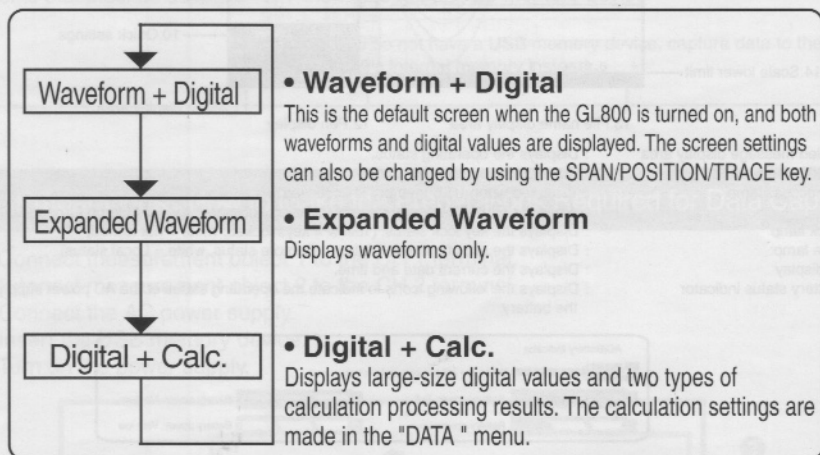 Waveform + Digital
Expanded Waveform
Digital + Calc.
• Waveform + Digital
This is the default screen when the GL800 is turned on, and both
waveforms and digital values are displayed. The screen settings
can also be changed by using the SPAN/POSITION/TRACE key.
• Expanded Waveform
Displays waveforms only.
• Digital + Calc.
Displays large-size digital values and two types of
calculation processing results. The calculation settings are
made in the "DATA " menu.